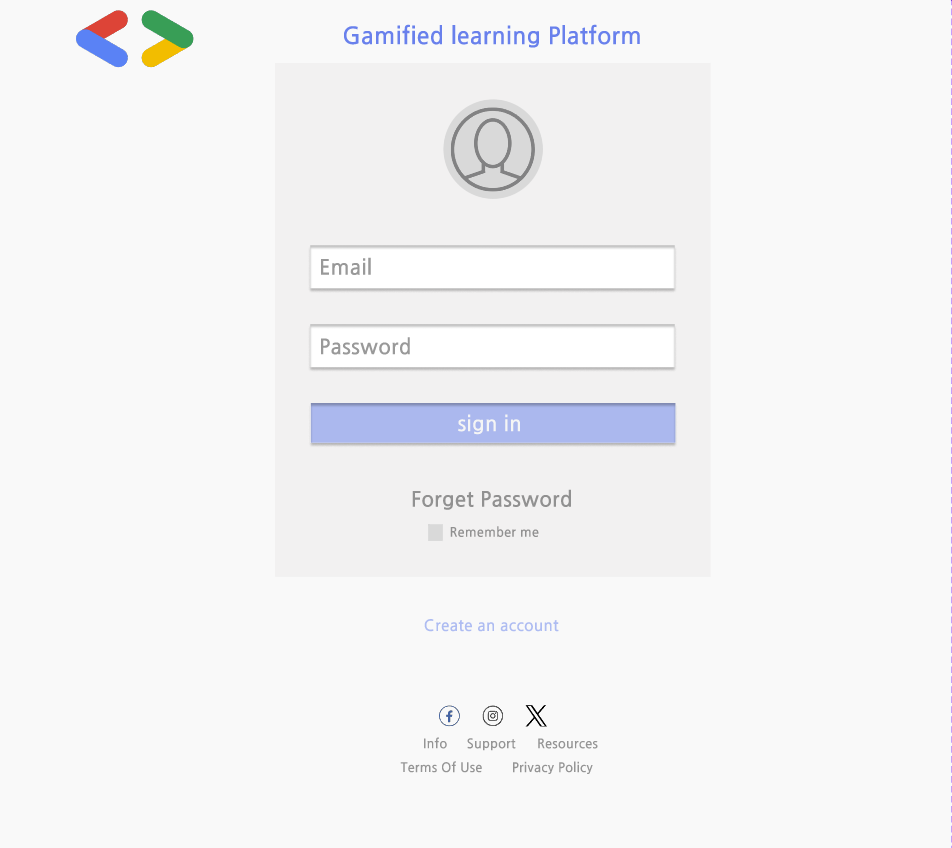 Gamified learning Platform
Email
Password
sign in
Forget Password
Remember me
Create an account
Info Support Resources
Terms Of Use Privacy Policy